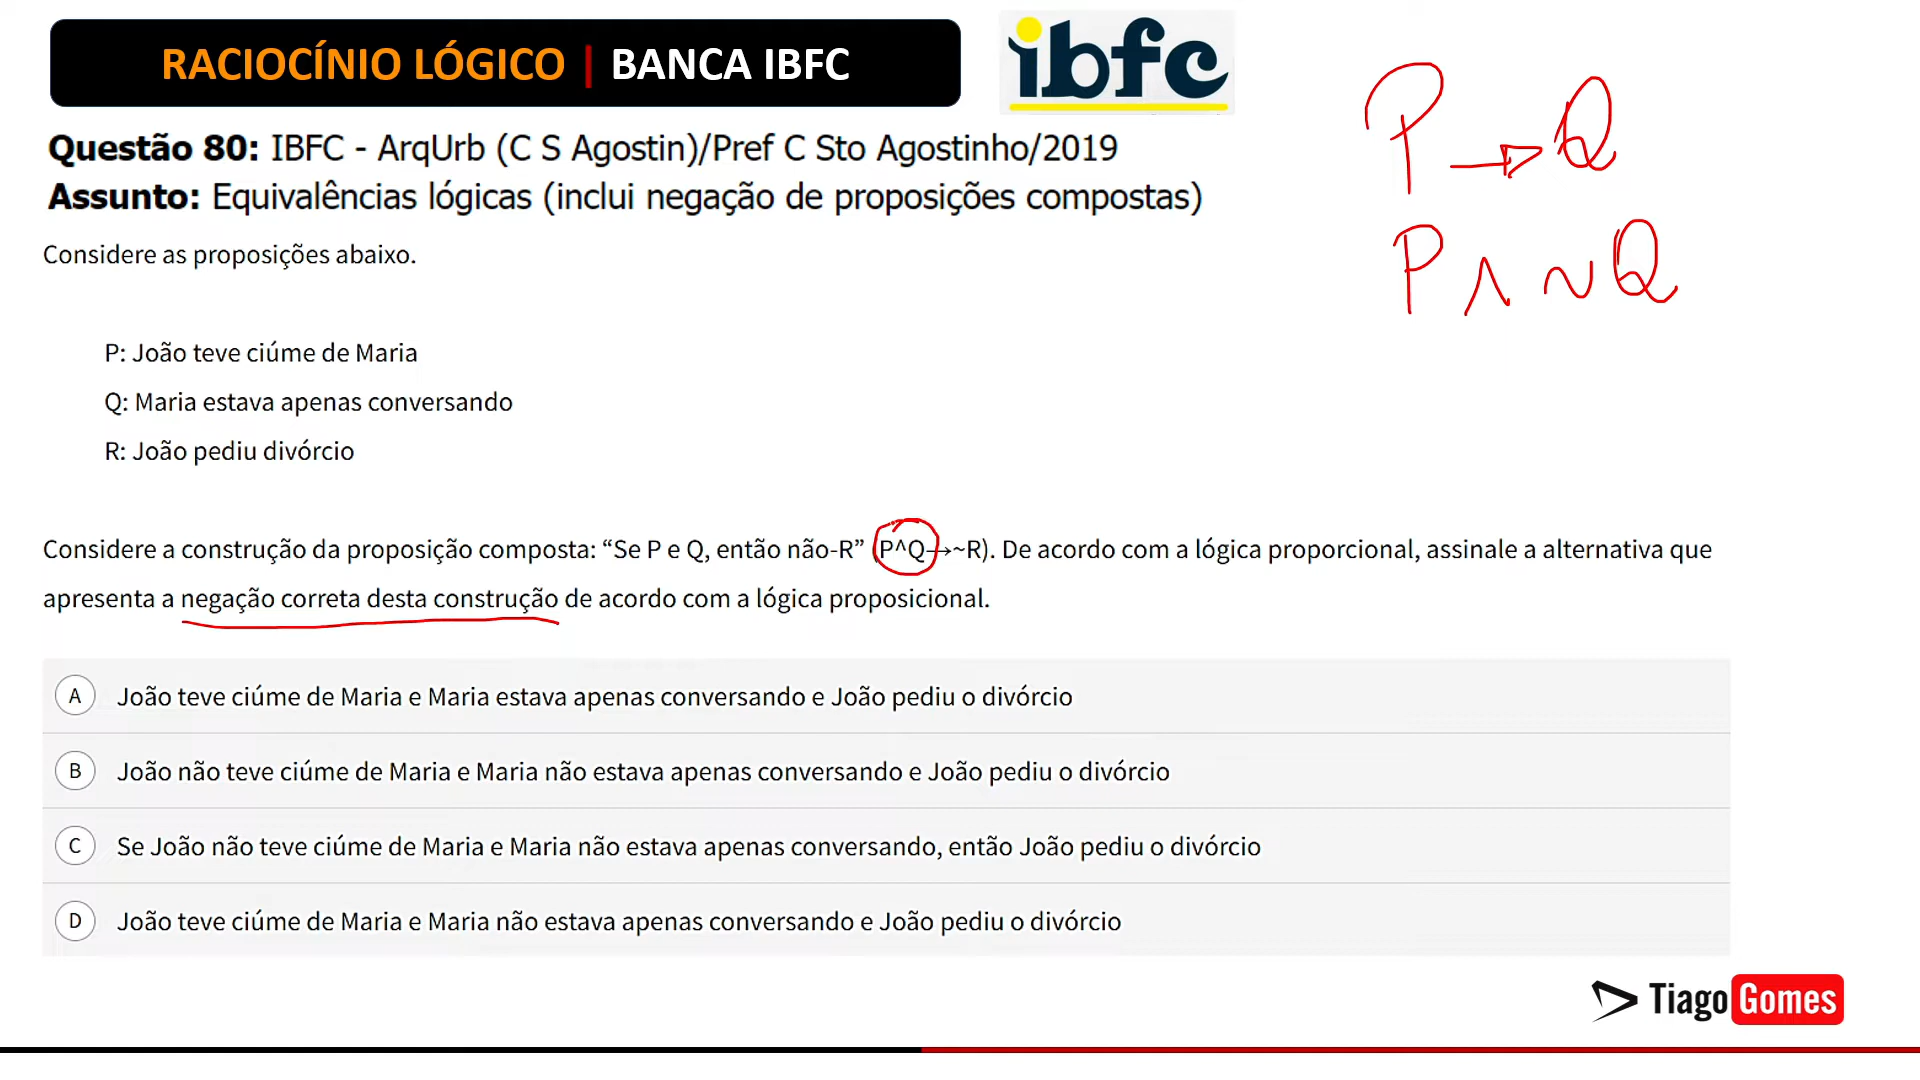 RACIOCÍNIO LÓGICO | BANCA IBFC
ibfc
Questão 80: IBFC - ArqUrb (C S Agostin)/Pref C Sto Agostinho/2019
Assunto: Equivalências lógicas (inclui negação de proposições compostas)
P → Q
P ∧ ~Q
Considere as proposições abaixo.
P: João teve ciúme de Maria
Q: Maria estava apenas conversando
R: João pediu divórcio
Considere a construção da proposição composta: “Se P e Q, então não-R” (P^Q→~R). De acordo com a lógica proporcional, assinale a alternativa que
apresenta a negação correta desta construção de acordo com a lógica proposicional.
A João teve ciúme de Maria e Maria estava apenas conversando e João pediu o divórcio
B João não teve ciúme de Maria e Maria não estava apenas conversando e João pediu o divórcio
C Se João não teve ciúme de Maria e Maria não estava apenas conversando, então João pediu o divórcio
D João teve ciúme de Maria e Maria não estava apenas conversando e João pediu o divórcio
Tiago Gomes